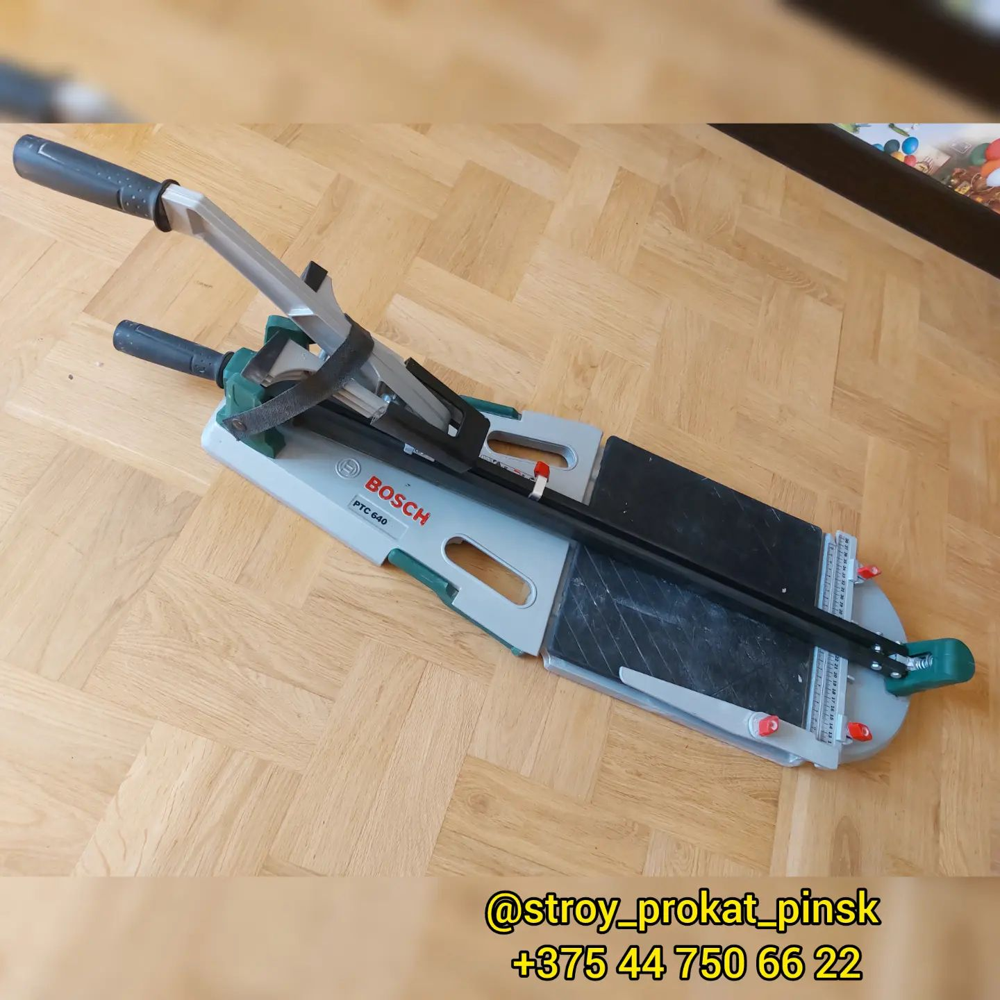 BOSCH
PTC 640
@stroy_prokat_pinsk
+375 44 750 66 22